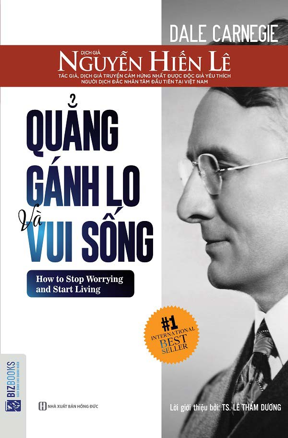 DALE CARNEGIE
DỊCH GIẢ
NGUYỄN HIẾN LÊ
TÁC GIẢ, DỊCH GIẢ TRUYỀN CẢM HỨNG NHẤT ĐƯỢC ĐỘC GIẢ YÊU THÍCH
NGƯỜI DỊCH ĐẮC NHÂN TÂM ĐẦU TIÊN TẠI VIỆT NAM
QUẲNG
GÁNH LO
Và
VUI SỐNG
How to Stop Worrying
and Start Living
#1
INTERNATIONAL
BEST
SELLER
BIZBOOKS
NHÀ XUẤT BẢN HỒNG ĐỨC
Lời giới thiệu bởi: TS. LÊ THẨM DƯƠNG